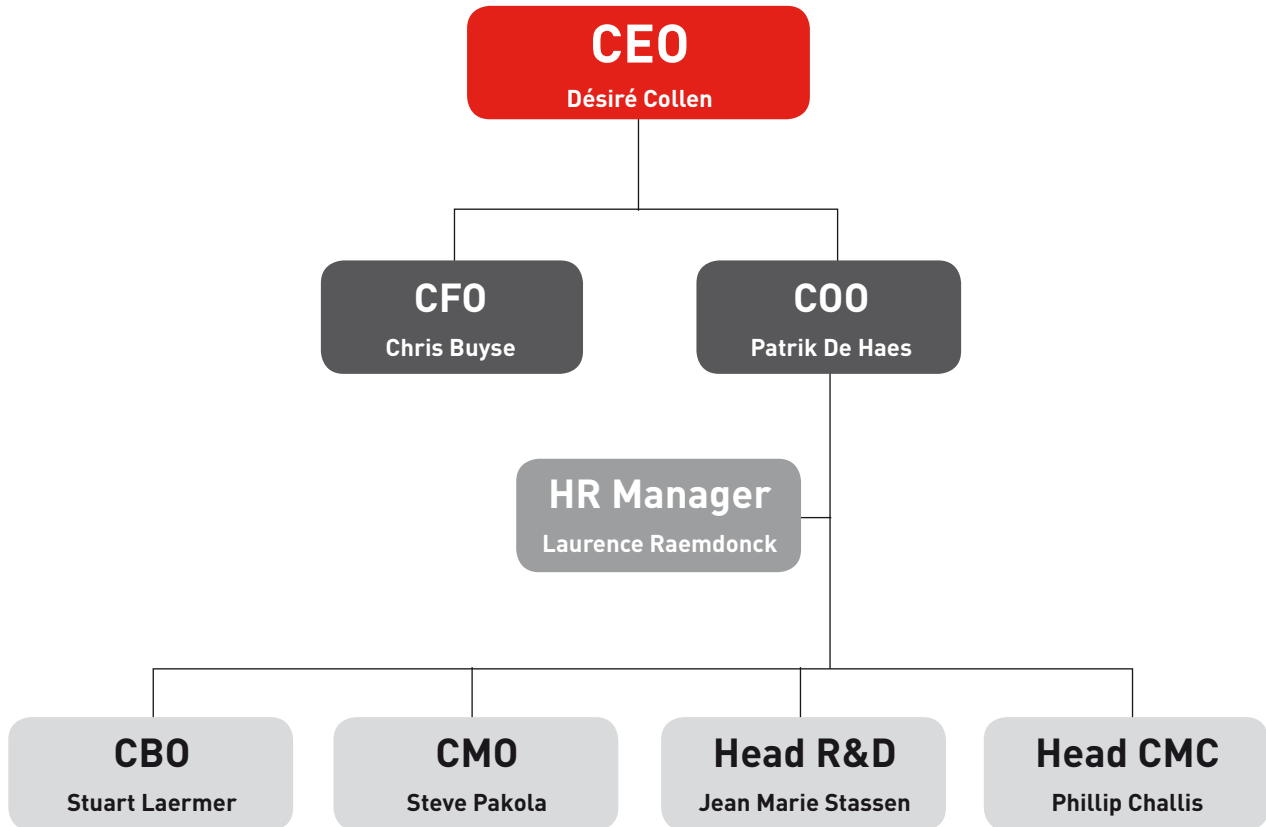 CEO
Désiré Collen
CFO
Chris Buyse
COO
Patrik De Haes
HR Manager
Laurence Raemdonck
CBO
Stuart Laermer
CMO
Steve Pakola
Head R&D
Jean Marie Stassen
Head CMC
Phillip Challis